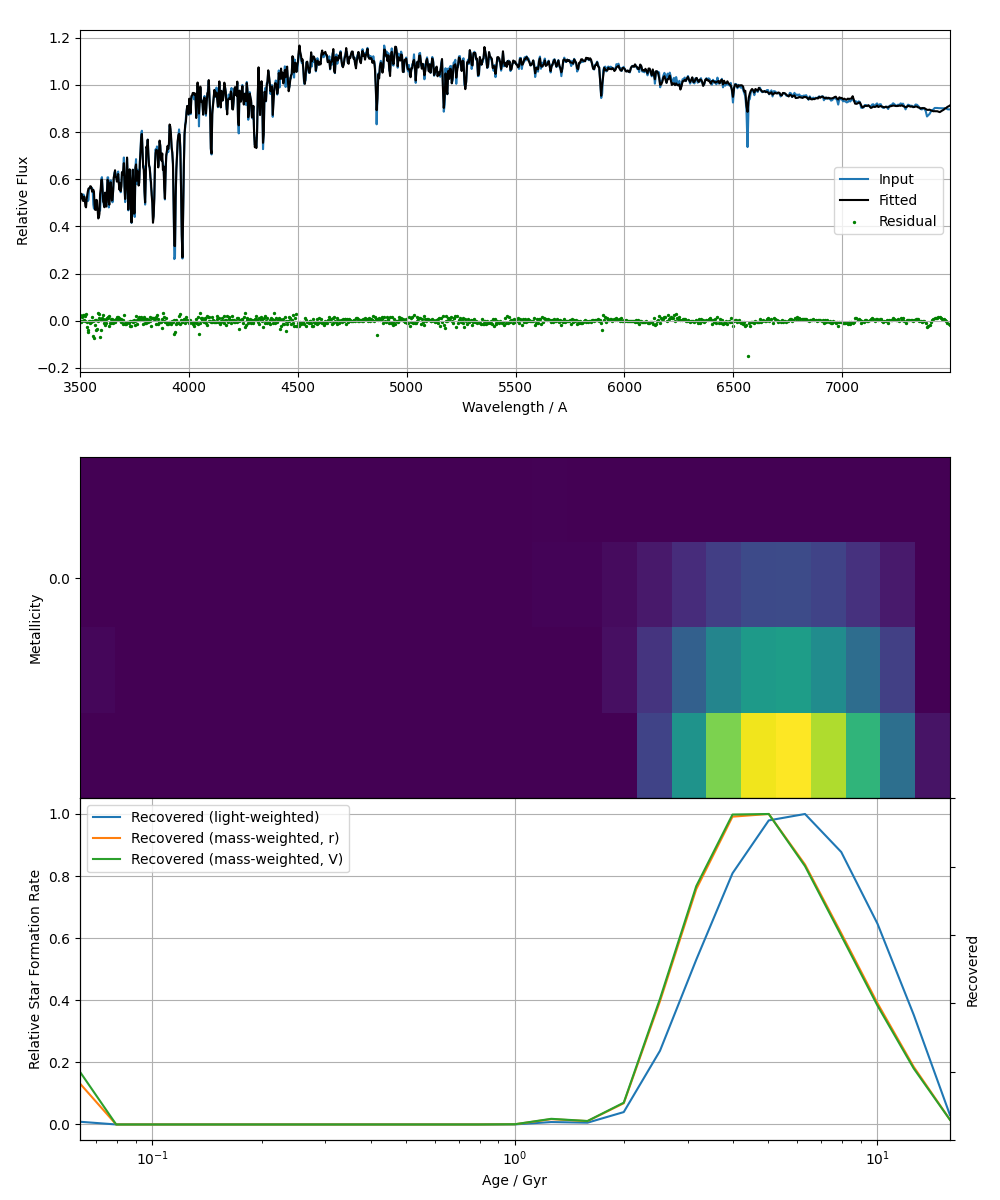 1.2
1.0
0.8
0.6
0.4
0.2
0.0
−0.2
Relative Flux
Input
Fitted
Residual
3500 4000 4500 5000 5500 6000 6500 7000
Wavelength / A
0.0
Metallicity
Recovered (light-weighted)
Recovered (mass-weighted, r)
Recovered (mass-weighted, V)
1.0
0.8
0.6
0.4
0.2
0.0
Relative Star Formation Rate
Recovered
10⁻¹ 10⁰ 10¹
Age / Gyr